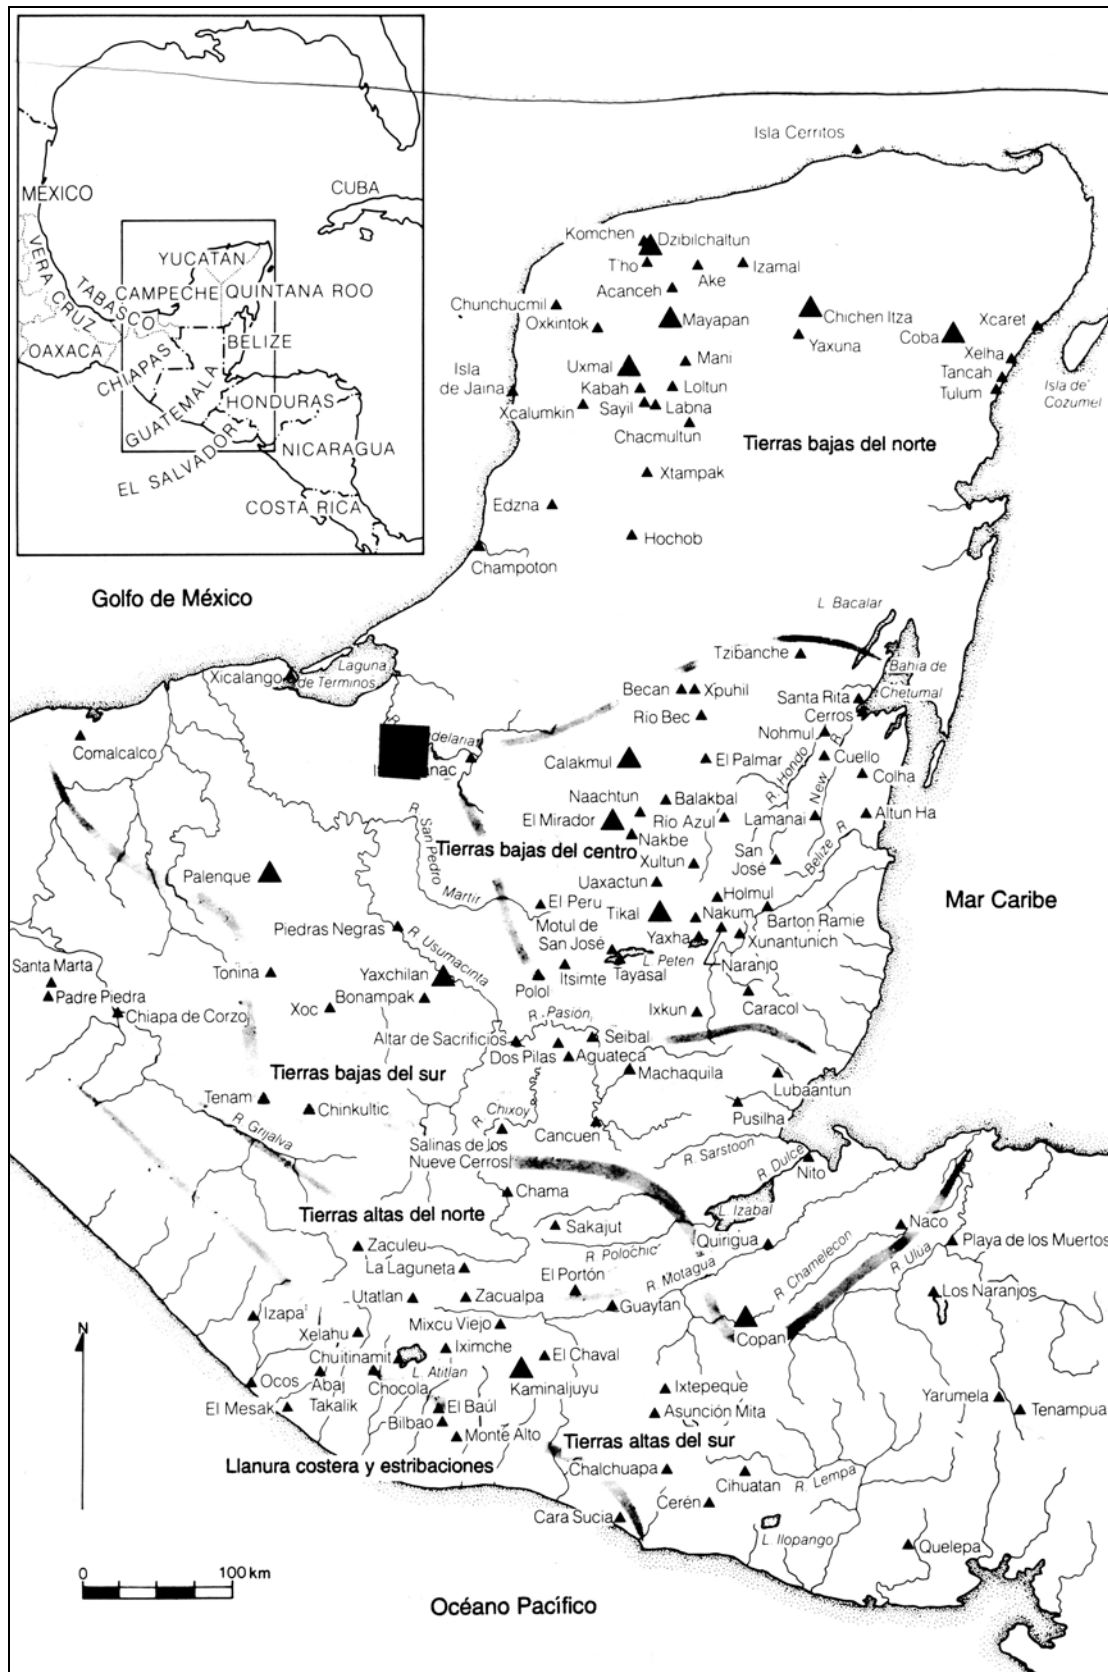 MÉXICO
CUBA
VERA CRUZ
TABASCO
YUCATAN
CAMPECHE
QUINTANA ROO
OAXACA
CHIAPAS
BELIZE
GUATEMALA
HONDURAS
EL SALVADOR
NICARAGUA
COSTA RICA
Isla Cerritos
Komchen
Dzibilchaltun
T'ho
Ake
Izamal
Acanceh
Chunchucmil
Oxkintok
Mayapan
Chichen Itza
Xcaret
Coba
Yaxuna
Xelha
Uxmal
Mani
Isla
de Jaina
Tancah
Kabah
Loltun
Tulum
Isla de
Cozumel
Xcalumkin
Sayil
Labna
Chacmultun
Tierras bajas del norte
Xtampak
Edzna
Hochob
Champoton
Golfo de México
L. Bacalar
Tzibanche
Bahia de
Chetumal
Laguna
de Terminos
Xicalango
Becan
Xpuhil
Santa Rita
Río Bec
Cerros
Nohmul
Comalcalco
Calakmul
El Palmar
Cuello
R. Hondo
New R.
Colha
Naachtun
Balakbal
El Mirador
Río Azul
Lamanai
Altun Ha
R. San Pedro
Martir
Nakbe
Tierras bajas del centro
Xultun
San
José
Belize R.
Palenque
Uaxactun
El Peru
Holmul
Tikal
Nakum
Mar Caribe
Piedras Negras
R. Usumacinta
Motul de
San José
Yaxha
Barton Ramie
Xunantunich
L. Peten
Naranjo
Santa Marta
Padre Piedra
Tonina
Yaxchilan
Itsimte
Tayasal
Polol
Chiapa de Corzo
Xoc
Bonampak
Ixkun
Caracol
R. Pasión
Altar de Sacrificios
Seibal
Dos Pilas
Aguateca
Tierras bajas del sur
Machaquila
Lubaantun
Tenam
Chinkultic
R. Chixoy
Pusilha
Cancuen
R. Grijalva
Salinas de los
Nueve Cerros
R. Sarstoon
R. Dulce
Nito
Chama
Tierras altas del norte
L. Izabal
Sakajut
Naco
Zaculeu
R. Polochic
Quirigua
Playa de los Muertos
La Laguneta
R. Chamelecon
R. Ulúa
El Portón
R. Motagua
Utatlan
Zacualpa
Guaytan
Los Naranjos
Izapa
Mixcu Viejo
Copan
N
Xelahu
Iximche
Chuitinamit
El Chaval
L. Atitlan
Ocos
Abaj
Takalik
Chocola
Kaminaljuyu
Ixtepeque
El Mesak
El Baúl
Yarumela
Bilbao
Asunción Mita
Tenampua
Monte Alto
Tierras altas del sur
Llanura costera y estribaciones
Chalchuapa
Cihuatan
R. Lempa
Cerén
Cara Sucia
L. Ilopango
Quelepa
0 100 km
Océano Pacífico